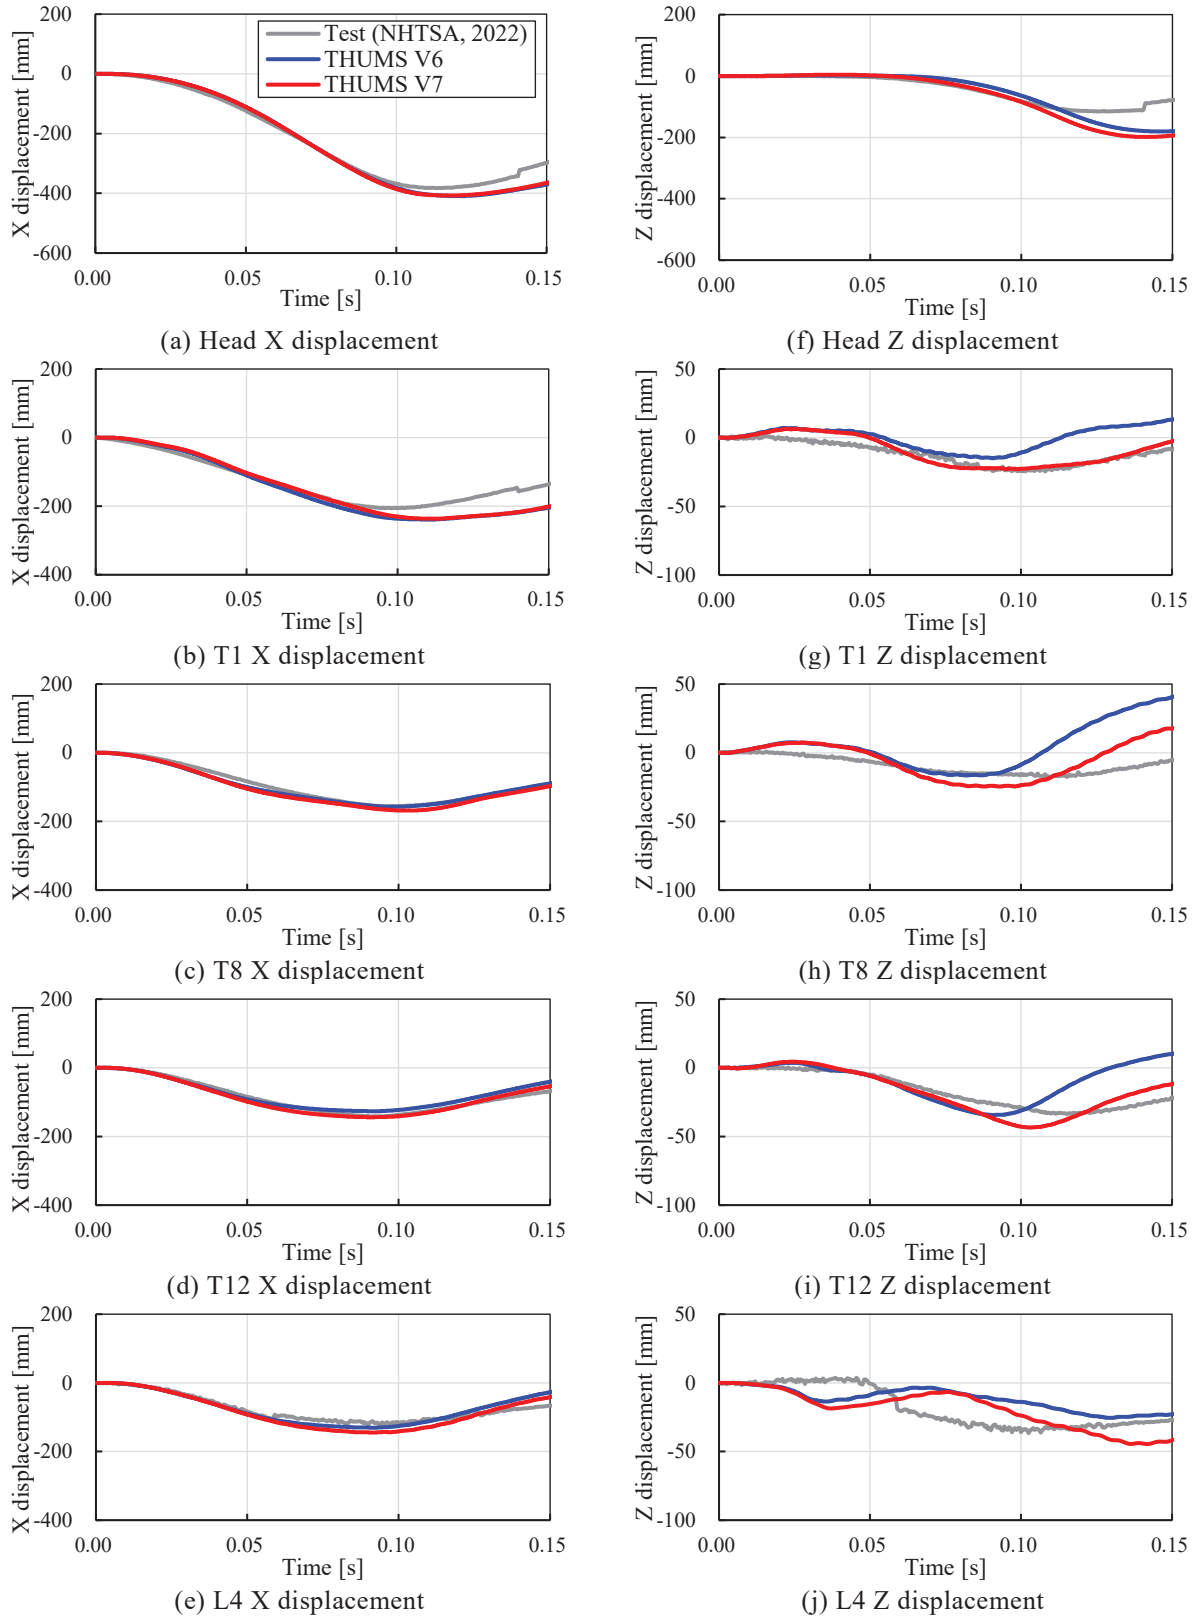 200
0
-200
-400
-600
X displacement [mm]
Test (NHTSA, 2022)
THUMS V6
THUMS V7
0.00
0.05
0.10
0.15
Time [s]
(a) Head X displacement
200
0
-200
-400
-600
Z displacement [mm]
0.00
0.05
0.10
0.15
Time [s]
(f) Head Z displacement
200
0
-200
-400
X displacement [mm]
0.00
0.05
0.10
0.15
Time [s]
(b) T1 X displacement
50
0
-50
-100
Z displacement [mm]
0.00
0.05
0.10
0.15
Time [s]
(g) T1 Z displacement
200
0
-200
-400
X displacement [mm]
0.00
0.05
0.10
0.15
Time [s]
(c) T8 X displacement
50
0
-50
-100
Z displacement [mm]
0.00
0.05
0.10
0.15
Time [s]
(h) T8 Z displacement
200
0
-200
-400
X displacement [mm]
0.00
0.05
0.10
0.15
Time [s]
(d) T12 X displacement
50
0
-50
-100
Z displacement [mm]
0.00
0.05
0.10
0.15
Time [s]
(i) T12 Z displacement
200
0
-200
-400
X displacement [mm]
0.00
0.05
0.10
0.15
Time [s]
(e) L4 X displacement
50
0
-50
-100
Z displacement [mm]
0.00
0.05
0.10
0.15
Time [s]
(j) L4 Z displacement